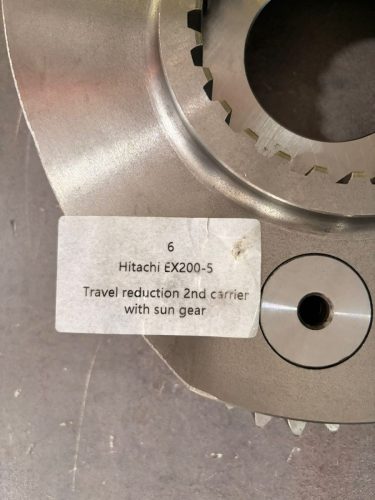 6
Hitachi EX200-5
Travel reduction 2nd carrier
with sun gear